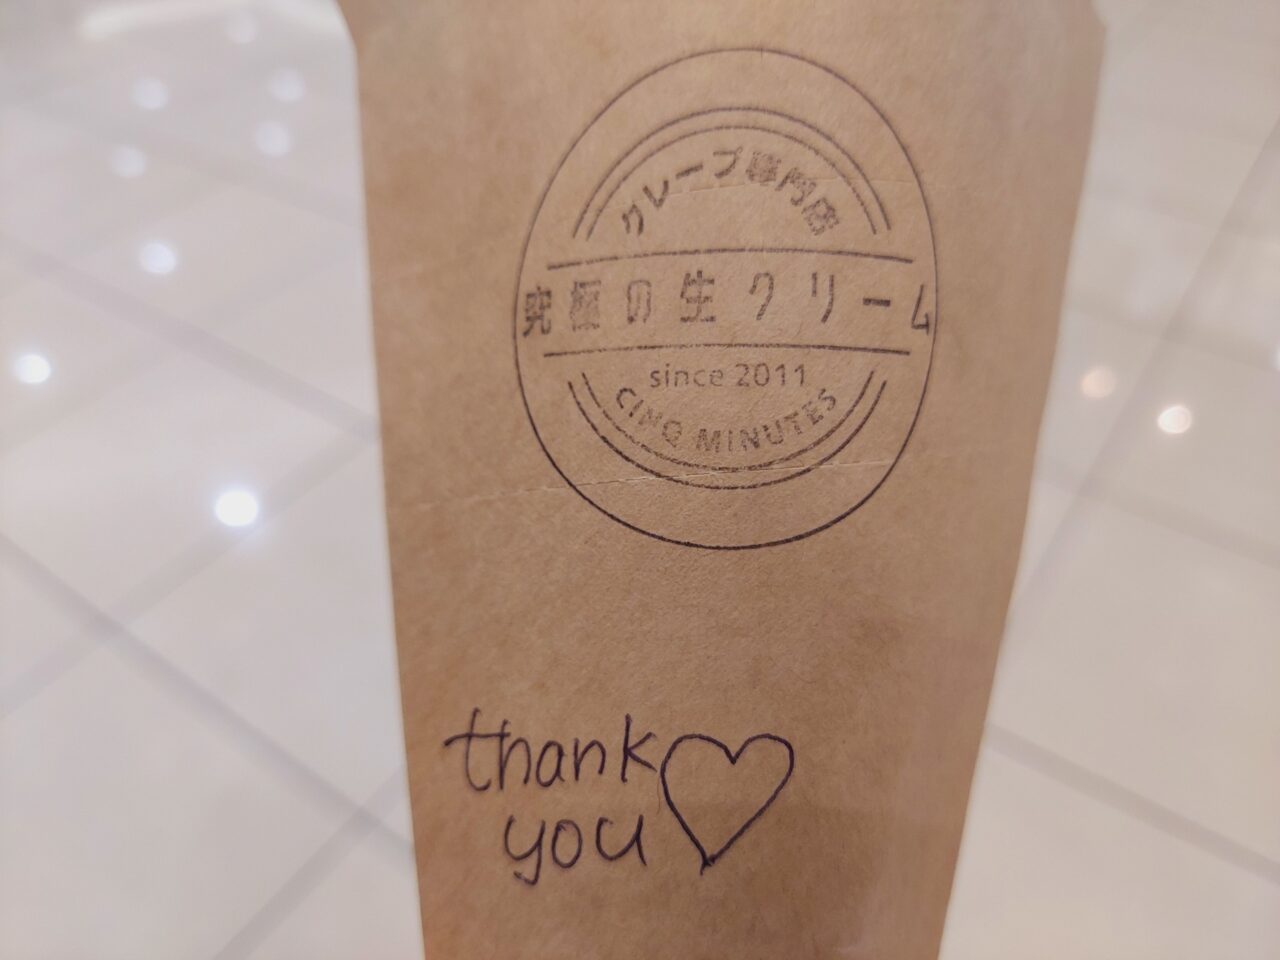 クレープ専門店
究極の生クリーム
since 2011
CINQ MINUTES
thank
you